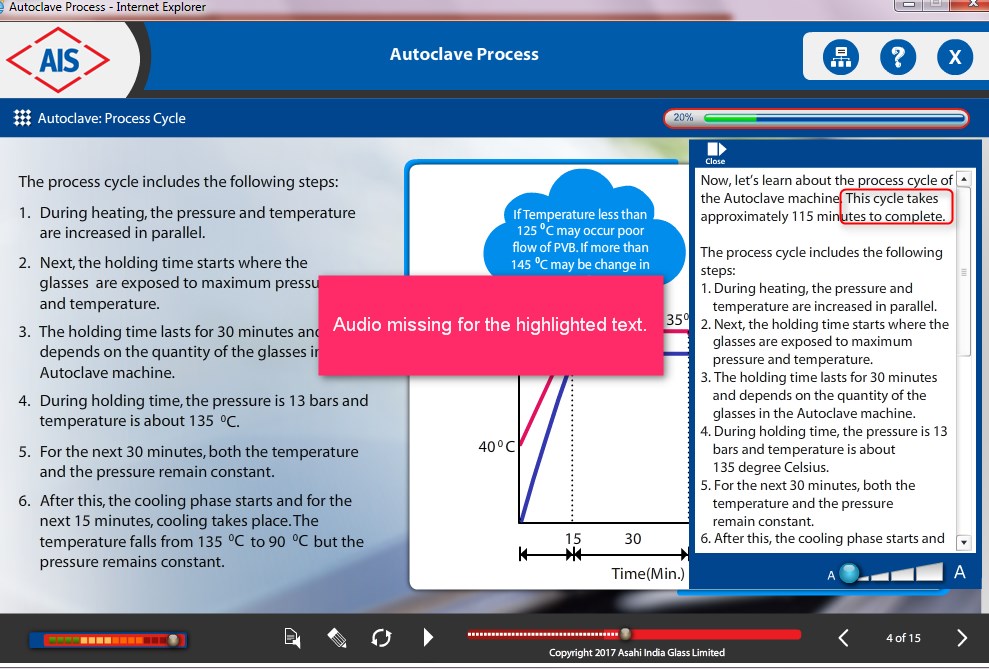 Autoclave Process - Internet Explorer
AIS
Autoclave Process
?
X
Autoclave: Process Cycle
20%
The process cycle includes the following steps:
1. During heating, the pressure and temperature
are increased in parallel.
2. Next, the holding time starts where the
glasses are exposed to maximum pressu
and temperature.
3. The holding time lasts for 30 minutes and
depends on the quantity of the glasses in
Autoclave machine.
4. During holding time, the pressure is 13 bars and
temperature is about 135 ⁰C.
5. For the next 30 minutes, both the temperature
and the pressure remain constant.
6. After this, the cooling phase starts and for the
next 15 minutes, cooling takes place. The
temperature falls from 135 ⁰C to 90 ⁰C but the
pressure remains constant.
If Temperature less than
125 ⁰C may occur poor
flow of PVB. If more than
145 ⁰C may be change in
Audio missing for the highlighted text.
35⁰
40⁰C
15 30
Time(Min.)
Close
Now, let's learn about the process cycle of
the Autoclave machine. This cycle takes
approximately 115 minutes to complete.
The process cycle includes the following
steps:
1. During heating, the pressure and
temperature are increased in parallel.
2. Next, the holding time starts where the
glasses are exposed to maximum
pressure and temperature.
3. The holding time lasts for 30 minutes
and depends on the quantity of the
glasses in the Autoclave machine.
4. During holding time, the pressure is 13
bars and temperature is about
135 degree Celsius.
5. For the next 30 minutes, both the
temperature and the pressure
remain constant.
6. After this, the cooling phase starts and
A A
4 of 15
Copyright 2017 Asahi India Glass Limited